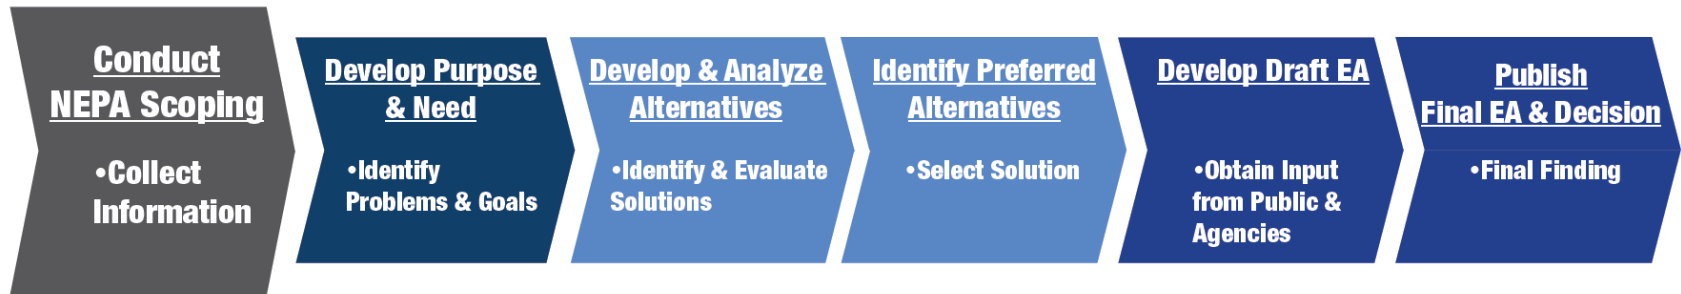 Conduct
NEPA Scoping
•Collect
Information
Develop Purpose
& Need
•Identify
Problems & Goals
Develop & Analyze
Alternatives
•Identify & Evaluate
Solutions
Identify Preferred
Alternatives
•Select Solution
Develop Draft EA
•Obtain Input
from Public &
Agencies
Publish
Final EA & Decision
•Final Finding